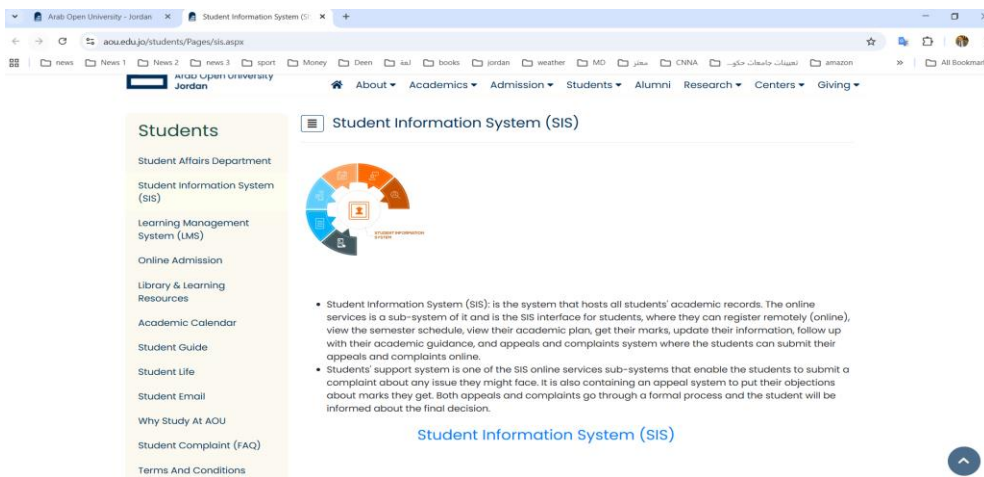 Arab Open University - Jordan
Student Information System (SI
aou.edu.jo/students/Pages/sis.aspx
news News 1 News 2 news 3 sport Money Deen لغة books jordan weather MD معتز CNNA تعيينات جامعات حكو... amazon All Bookmark
Arab Open University
Jordan
About Academics Admission Students Alumni Research Centers Giving
Students
Student Affairs Department
Student Information System
(SIS)
Learning Management
System (LMS)
Online Admission
Library & Learning
Resources
Academic Calendar
Student Guide
Student Life
Student Email
Why Study At AOU
Student Complaint (FAQ)
Terms And Conditions
Student Information System (SIS)
STUDENT INFORMATION
SYSTEM
• Student Information System (SIS): is the system that hosts all students' academic records. The online
services is a sub-system of it and is the SIS interface for students, where they can register remotely (online),
view the semester schedule, view their academic plan, get their marks, update their information, follow up
with their academic guidance, and appeals and complaints system where the students can submit their
appeals and complaints online.
• Students' support system is one of the SIS online services sub-systems that enable the students to submit a
complaint about any issue they might face. It is also containing an appeal system to put their objections
about marks they get. Both appeals and complaints go through a formal process and the student will be
informed about the final decision.
Student Information System (SIS)